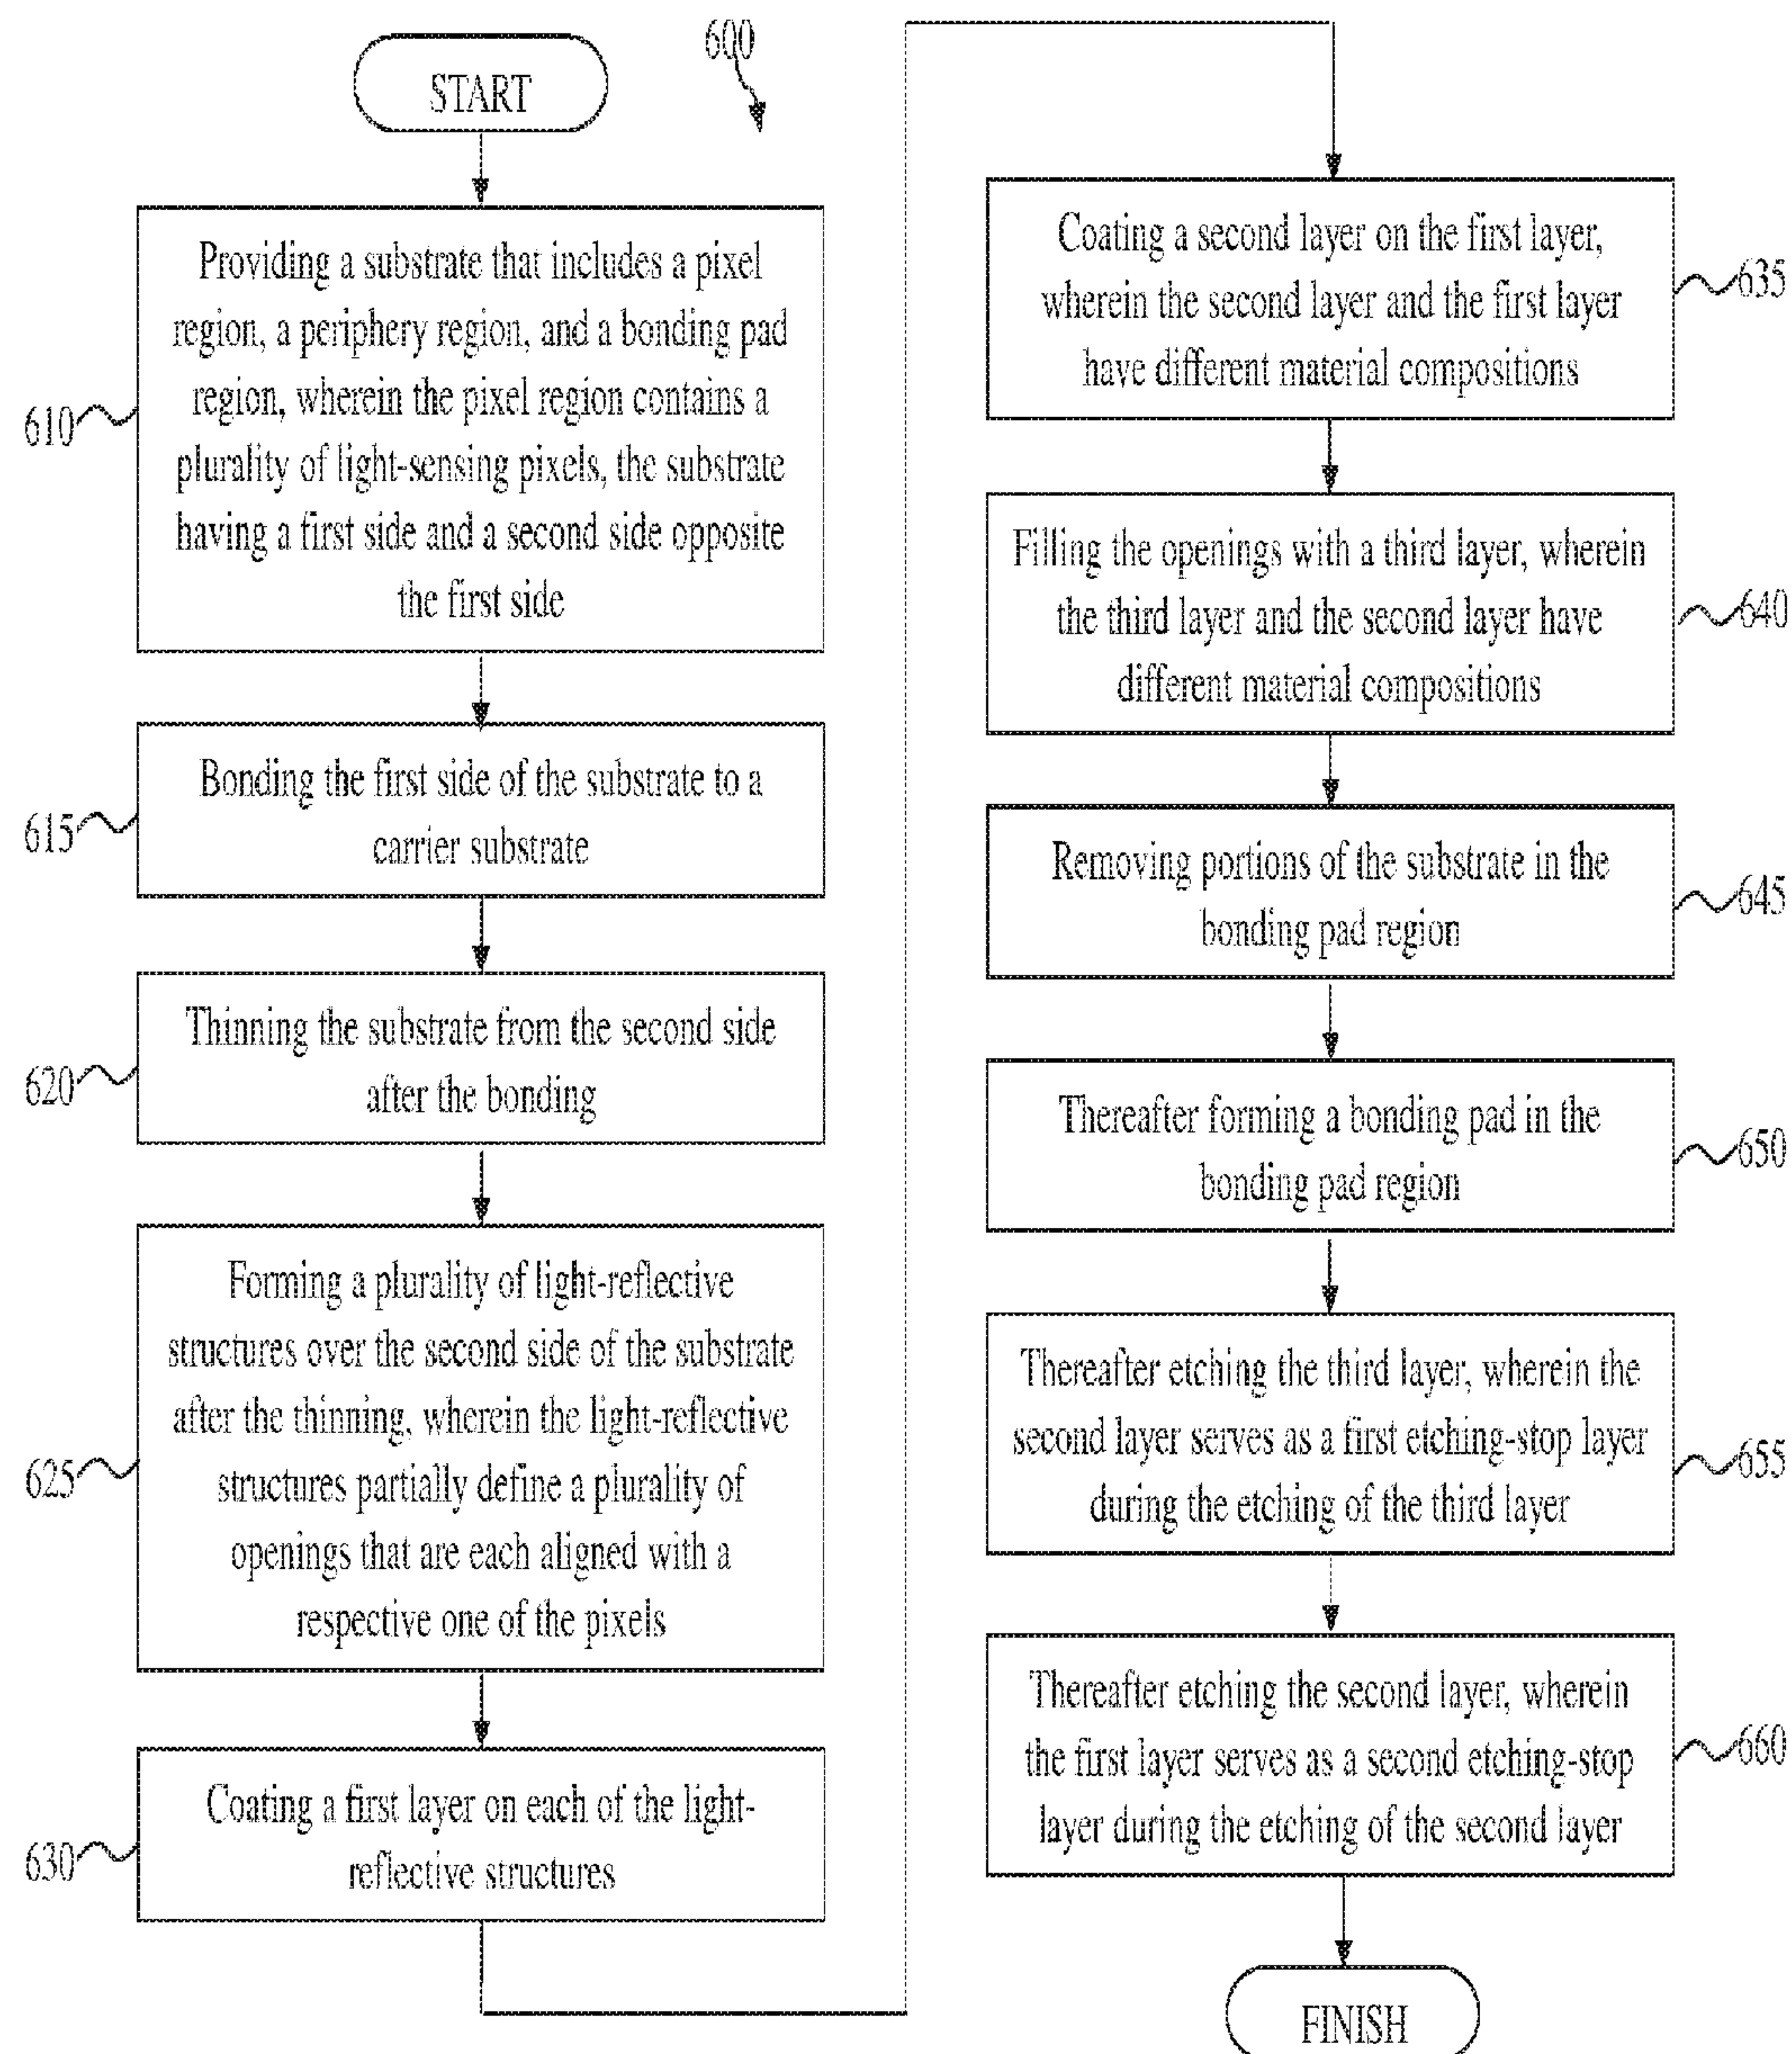 600
START
Providing a substrate that includes a pixel
region, a periphery region, and a bonding pad
region, wherein the pixel region contains a
plurality of light-sensing pixels, the substrate
having a first side and a second side opposite
the first side
610
Bonding the first side of the substrate to a
carrier substrate
615
Thinning the substrate from the second side
after the bonding
620
Forming a plurality of light-reflective
structures over the second side of the substrate
after the thinning, wherein the light-reflective
structures partially define a plurality of
openings that are each aligned with a
respective one of the pixels
625
Coating a first layer on each of the light-
reflective structures
630
Coating a second layer on the first layer,
wherein the second layer and the first layer
have different material compositions
635
Filling the openings with a third layer, wherein
the third layer and the second layer have
different material compositions
640
Removing portions of the substrate in the
bonding pad region
645
Thereafter forming a bonding pad in the
bonding pad region
650
Thereafter etching the third layer, wherein the
second layer serves as a first etching-stop layer
during the etching of the third layer
655
Thereafter etching the second layer, wherein
the first layer serves as a second etching-stop
layer during the etching of the second layer
660
FINISH